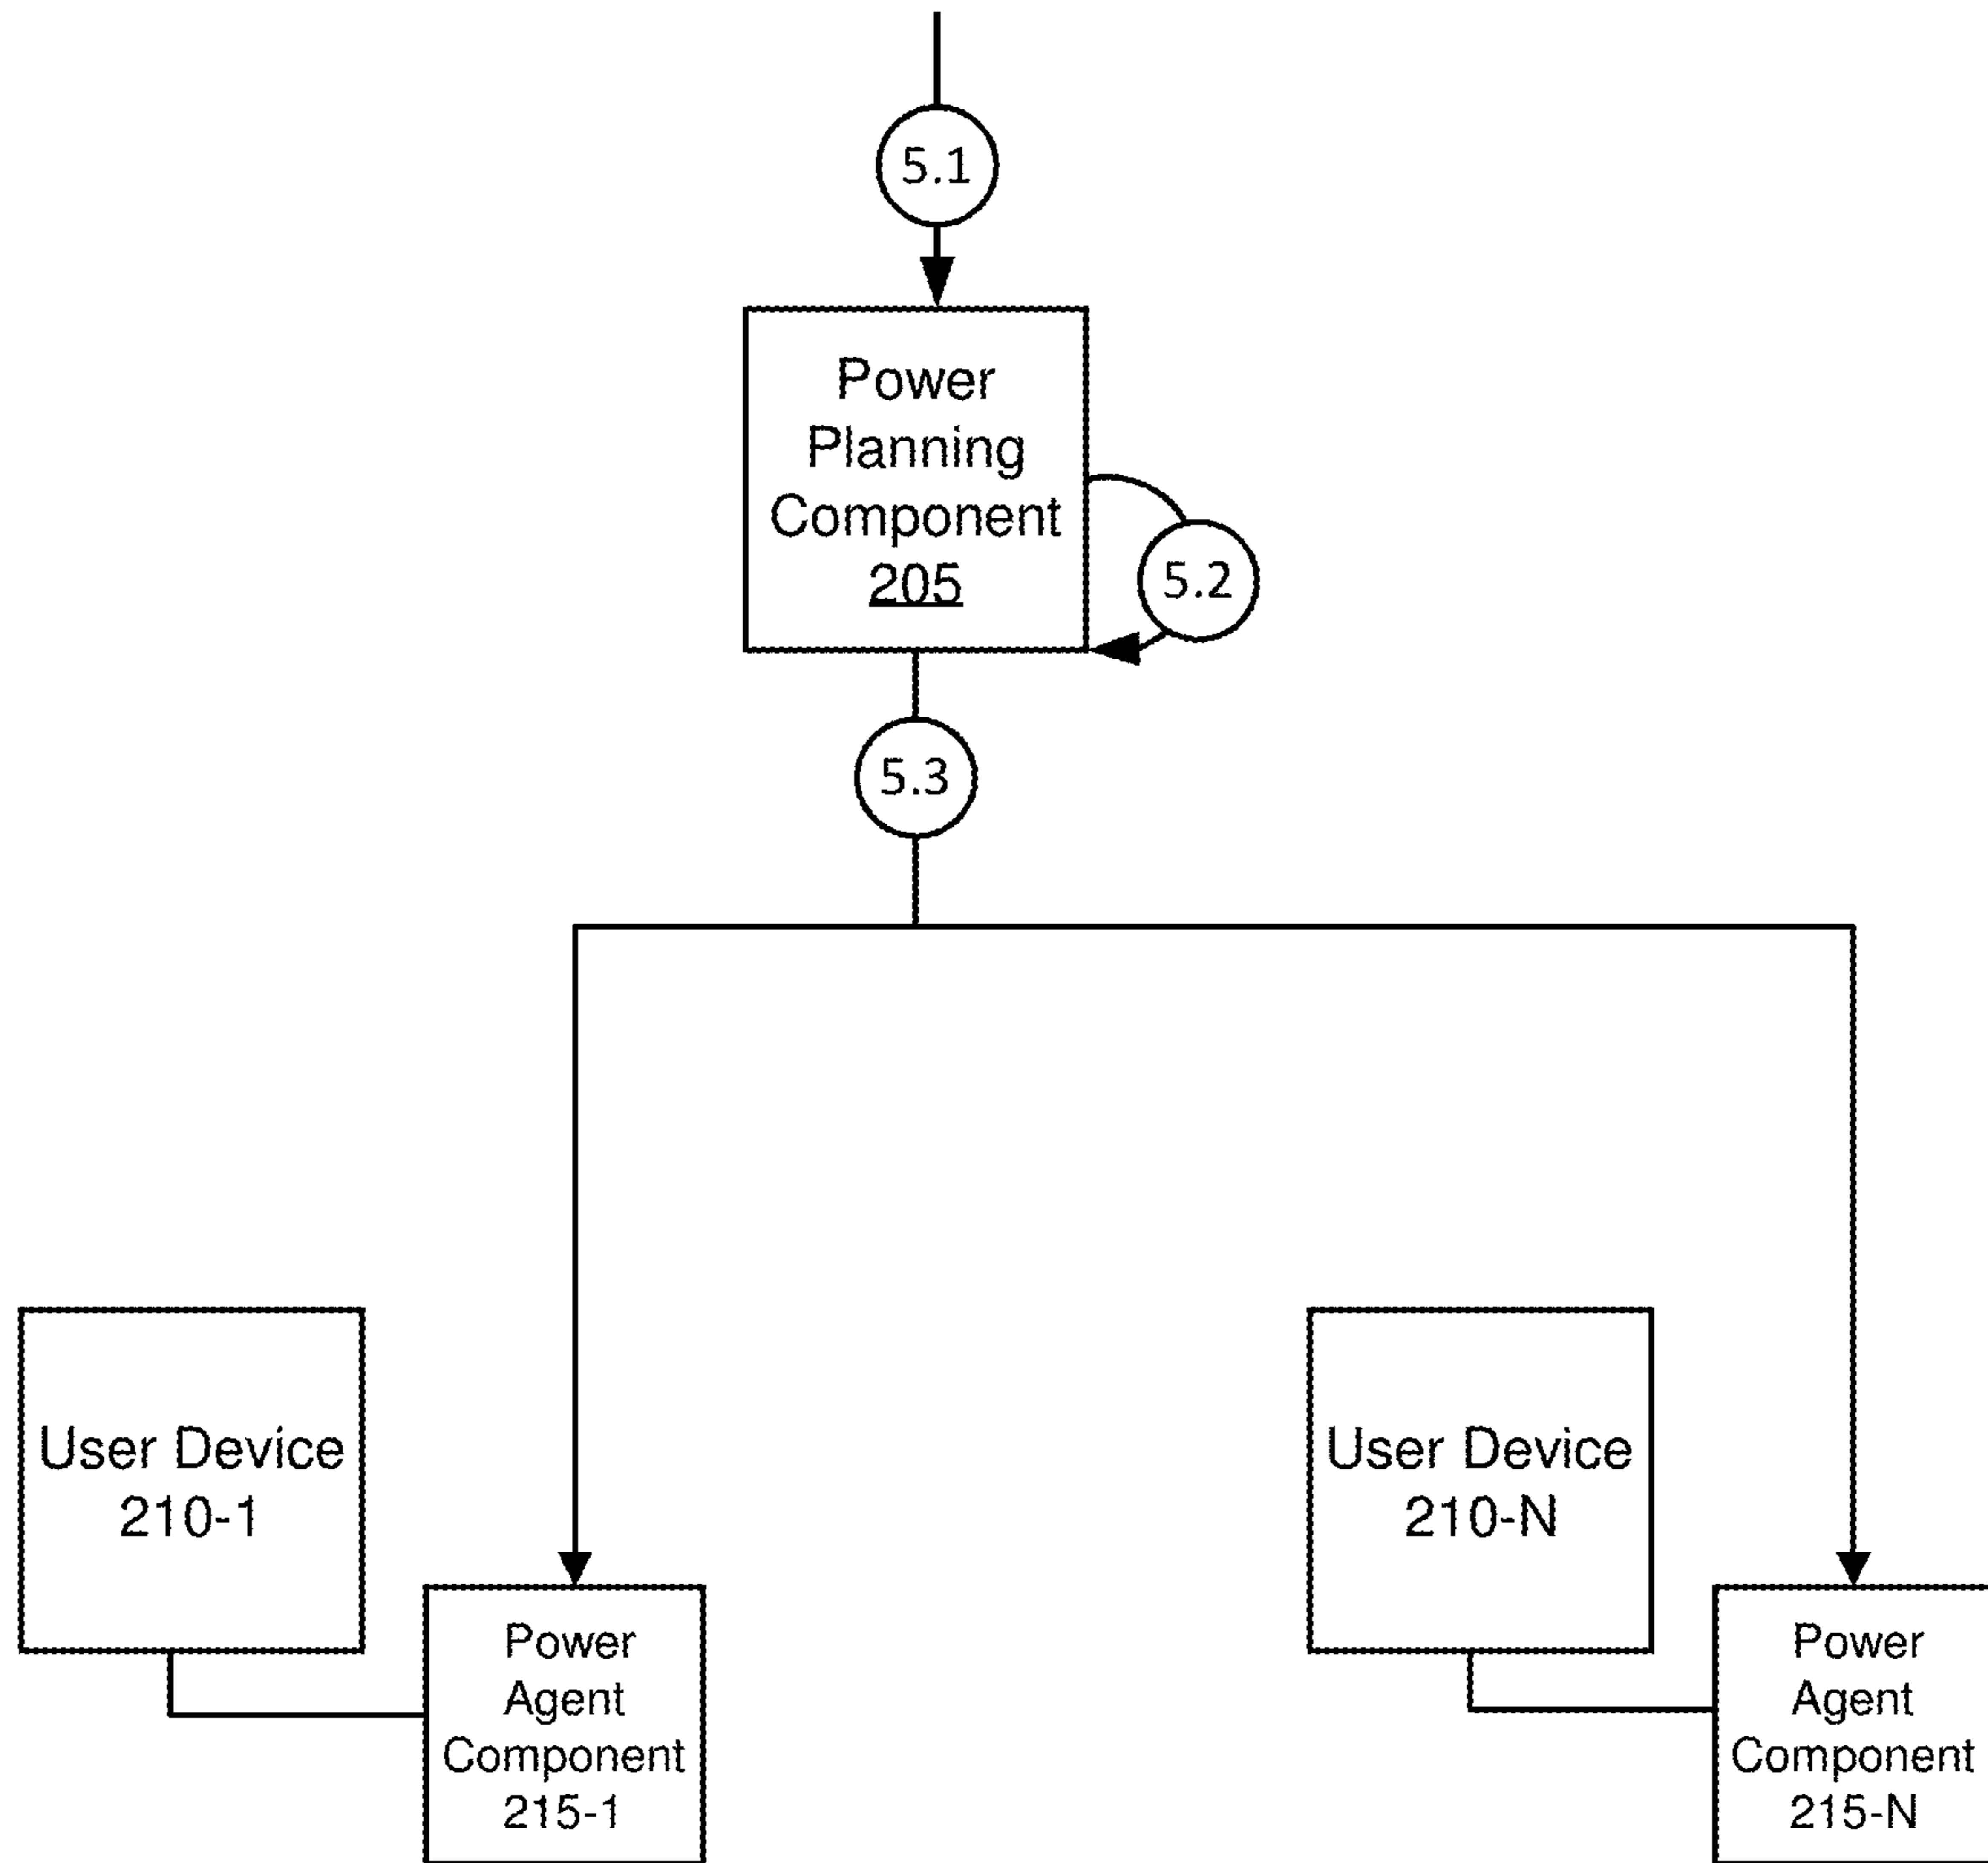 5.1
Power
Planning
Component
205
5.2
5.3
User Device
210-1
Power
Agent
Component
215-1
User Device
210-N
Power
Agent
Component
215-N